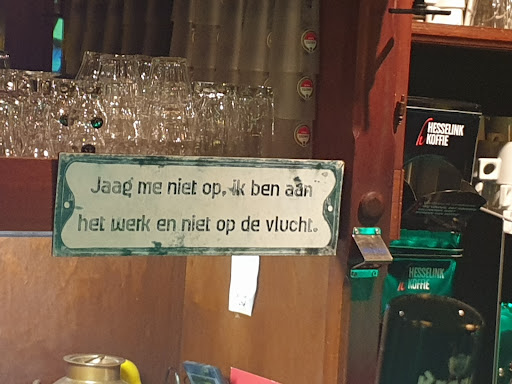 Jaag me niet op, ik ben aan
het werk en niet op de vlucht.
HESSELINK
KOFFIE
HESSELINK
KOFFIE